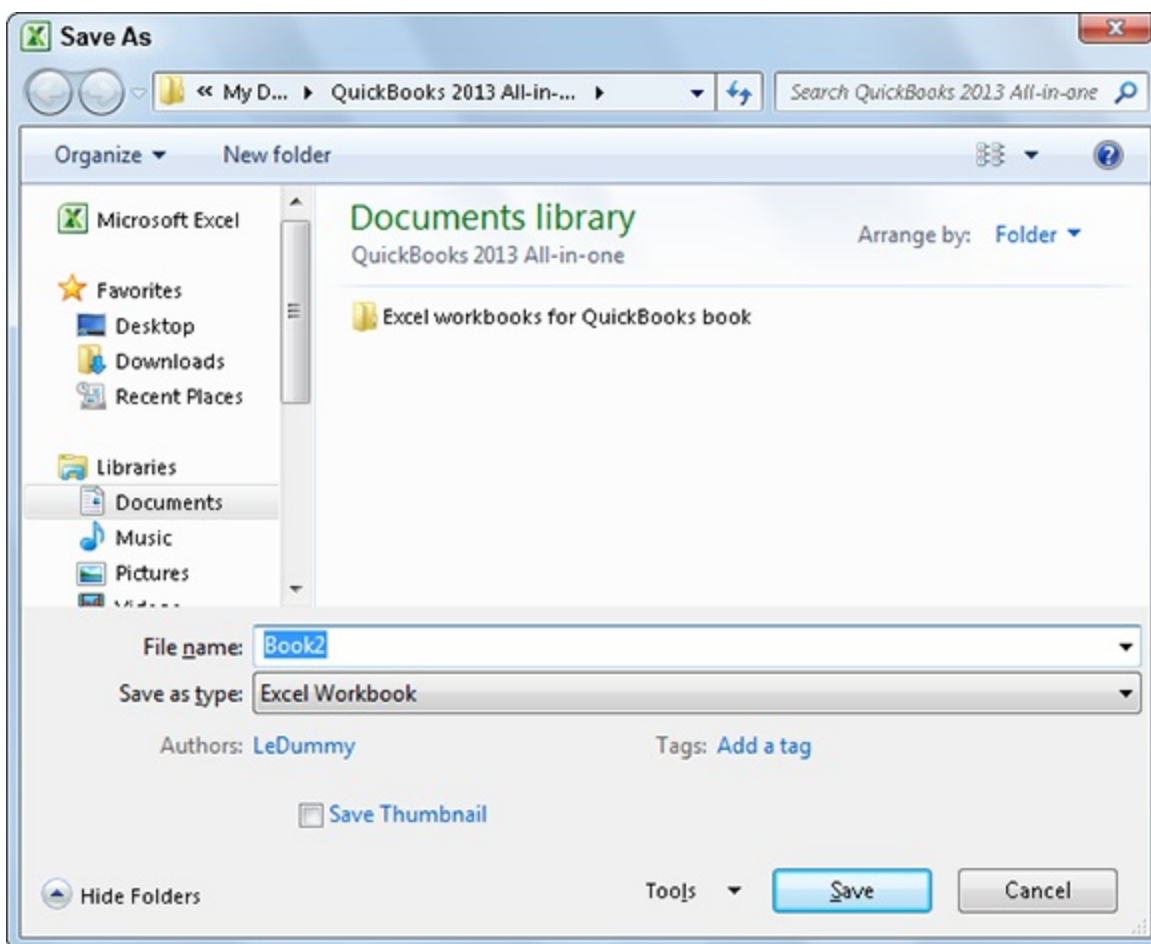 Save As
« My D... QuickBooks 2013 All-in-... Search QuickBooks 2013 All-in-one
Organize New folder
Microsoft Excel
Favorites
Desktop
Downloads
Recent Places
Libraries
Documents
Music
Pictures
Documents library
QuickBooks 2013 All-in-one
Arrange by: Folder
Excel workbooks for QuickBooks book
File name: Book2
Save as type: Excel Workbook
Authors: LeDummy Tags: Add a tag
Save Thumbnail
Hide Folders Tools Save Cancel